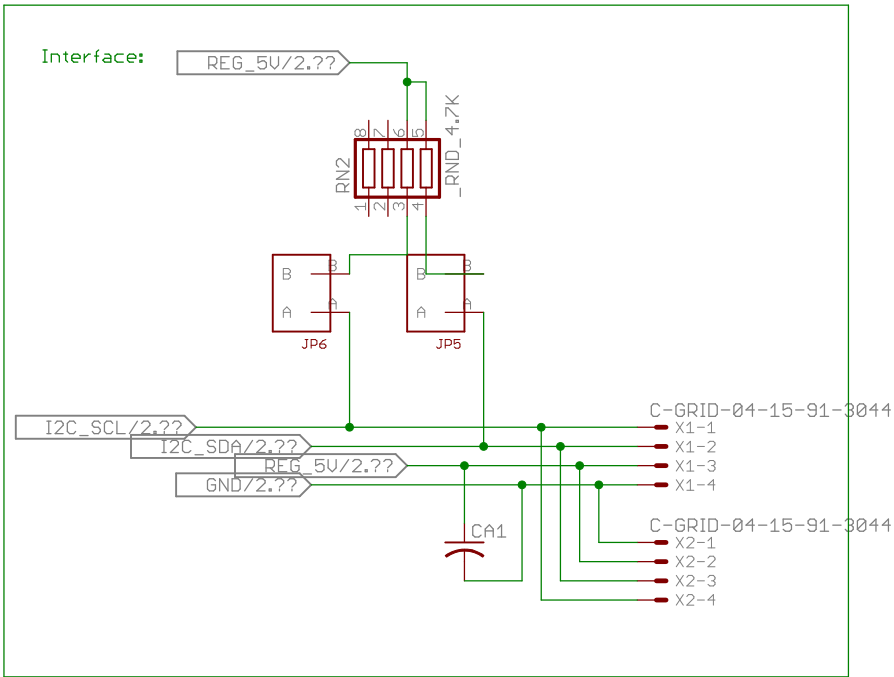 Interface:
REG_5V/2.??
8 7 6 5
RN2
_RND_4.7K
1 2 3 4
B B
A A
JP6
B B
A A
JP5
C-GRID-04-15-91-3044
I2C_SCL/2.??
X1-1
I2C_SDA/2.??
X1-2
REG_5V/2.??
X1-3
GND/2.??
X1-4
CA1
C-GRID-04-15-91-3044
X2-1
X2-2
X2-3
X2-4